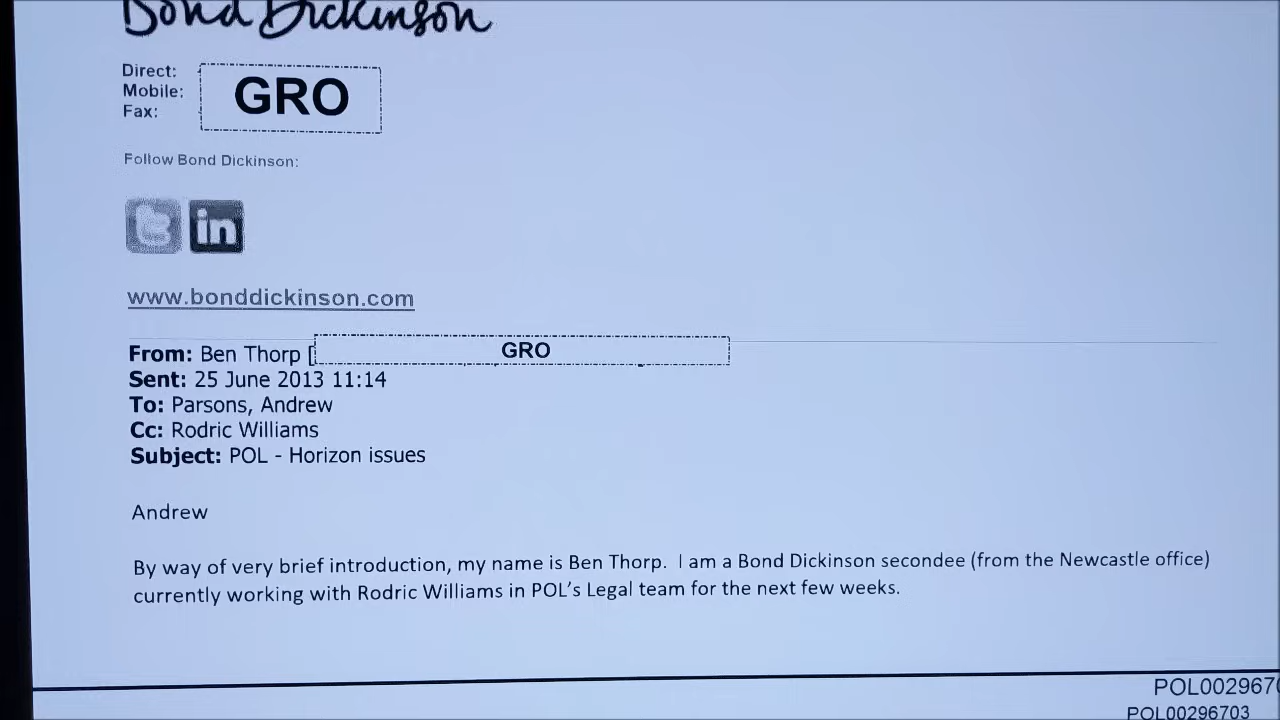 Bond Dickinson
Direct:
Mobile:
Fax:
GRO
Follow Bond Dickinson:
in
www.bonddickinson.com
From: Ben Thorp [ GRO
Sent: 25 June 2013 11:14
To: Parsons, Andrew
Cc: Rodric Williams
Subject: POL - Horizon issues
Andrew
By way of very brief introduction, my name is Ben Thorp. I am a Bond Dickinson secondee (from the Newcastle office)
currently working with Rodric Williams in POL's Legal team for the next few weeks.
POL0029670
POL00296703